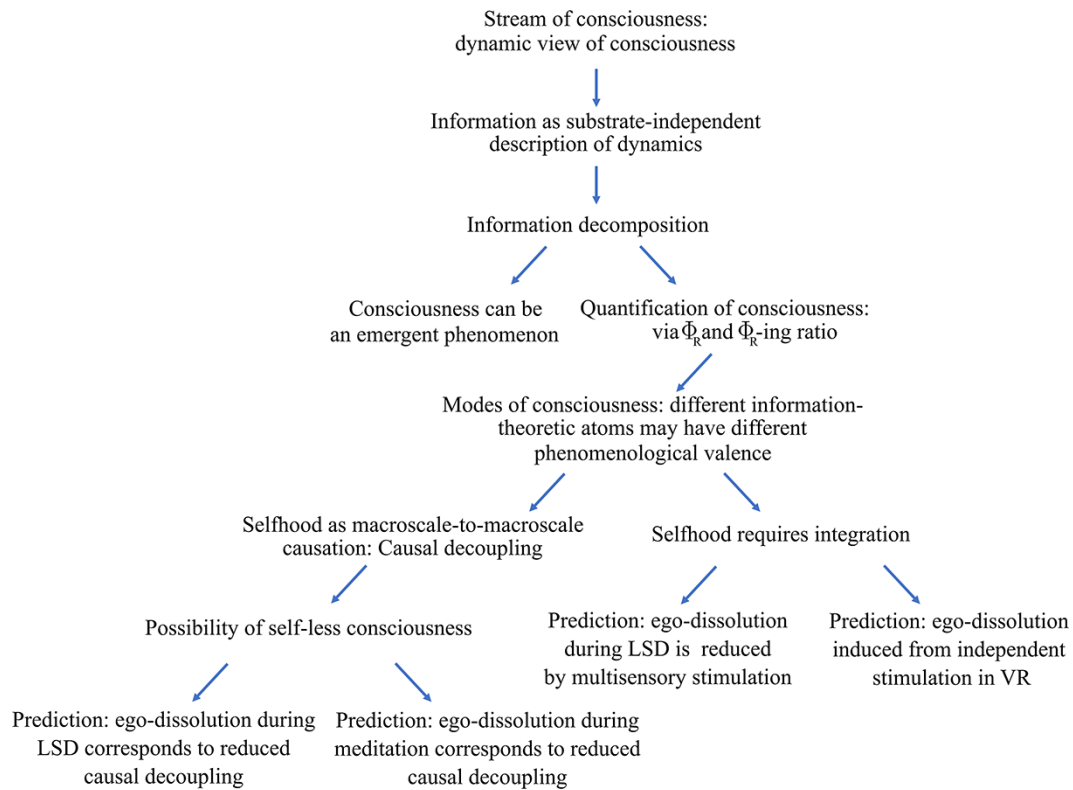 Stream of consciousness:
dynamic view of consciousness
Information as substrate-independent
description of dynamics
Information decomposition
Consciousness can be
an emergent phenomenon
Quantification of consciousness:
via Φ_R and Φ_R-ing ratio
Modes of consciousness: different information-
theoretic atoms may have different
phenomenological valence
Selfhood as macroscale-to-macroscale
causation: Causal decoupling
Selfhood requires integration
Possibility of self-less consciousness
Prediction: ego-dissolution
during LSD is reduced
by multisensory stimulation
Prediction: ego-dissolution
induced from independent
stimulation in VR
Prediction: ego-dissolution during
LSD corresponds to reduced
causal decoupling
Prediction: ego-dissolution during
meditation corresponds to reduced
causal decoupling